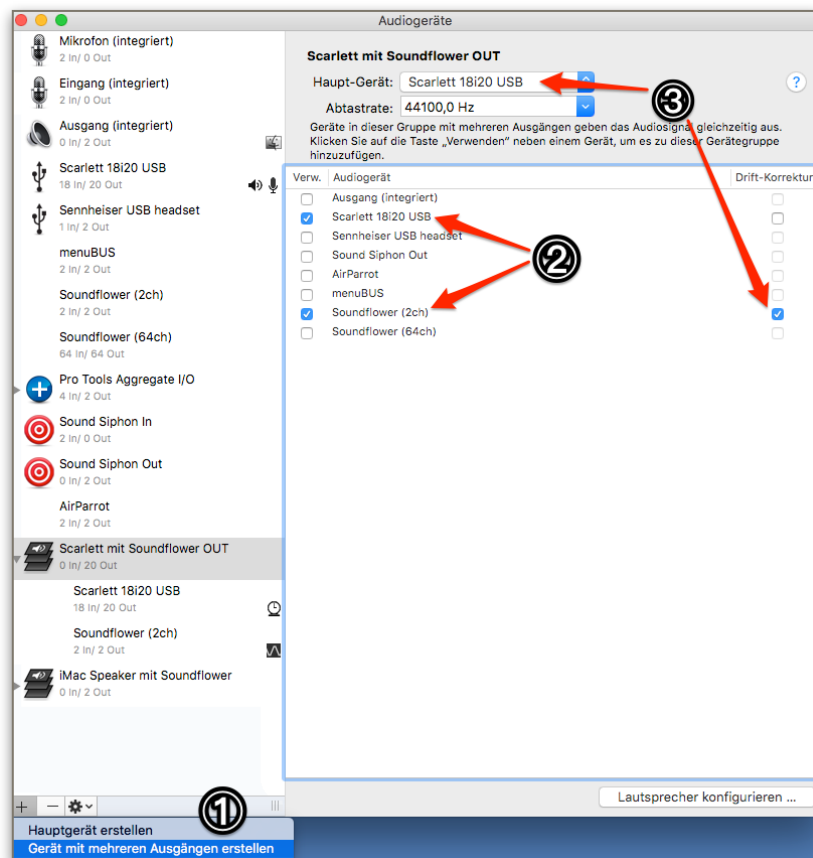 Audiogeräte
Mikrofon (integriert)
2 In/ 0 Out
Eingang (integriert)
2 In/ 0 Out
Ausgang (integriert)
0 In/ 2 Out
Scarlett 18i20 USB
18 In/ 20 Out
Sennheiser USB headset
1 In/ 2 Out
menuBUS
2 In/ 2 Out
Soundflower (2ch)
2 In/ 2 Out
Soundflower (64ch)
64 In/ 64 Out
Pro Tools Aggregate I/O
4 In/ 2 Out
Sound Siphon In
2 In/ 0 Out
Sound Siphon Out
0 In/ 2 Out
AirParrot
2 In/ 2 Out
Scarlett mit Soundflower OUT
0 In/ 20 Out
Scarlett 18i20 USB
18 In/ 20 Out
Soundflower (2ch)
2 In/ 2 Out
iMac Speaker mit Soundflower
0 In/ 2 Out
+ −
1
Hauptgerät erstellen
Gerät mit mehreren Ausgängen erstellen
Scarlett mit Soundflower OUT
Haupt-Gerät: Scarlett 18i20 USB
?
3
Abtastrate: 44100,0 Hz
Geräte in dieser Gruppe mit mehreren Ausgängen geben das Audiosignal gleichzeitig aus.
Klicken Sie auf die Taste „Verwenden“ neben einem Gerät, um es zu dieser Gerätegruppe
hinzuzufügen.
Verw. Audiogerät Drift-Korrektur
Ausgang (integriert)
Scarlett 18i20 USB
Sennheiser USB headset
2
Sound Siphon Out
AirParrot
menuBUS
Soundflower (2ch)
Soundflower (64ch)
Lautsprecher konfigurieren ...